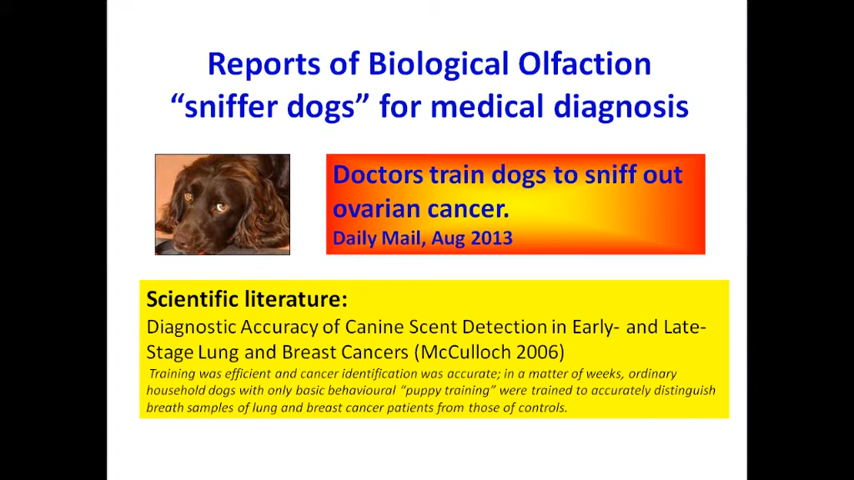 Reports of Biological Olfaction
“sniffer dogs” for medical diagnosis
Doctors train dogs to sniff out
ovarian cancer.
Daily Mail, Aug 2013
Scientific literature:
Diagnostic Accuracy of Canine Scent Detection in Early- and Late-
Stage Lung and Breast Cancers (McCulloch 2006)
Training was efficient and cancer identification was accurate; in a matter of weeks, ordinary
household dogs with only basic behavioural “puppy training” were trained to accurately distinguish
breath samples of lung and breast cancer patients from those of controls.